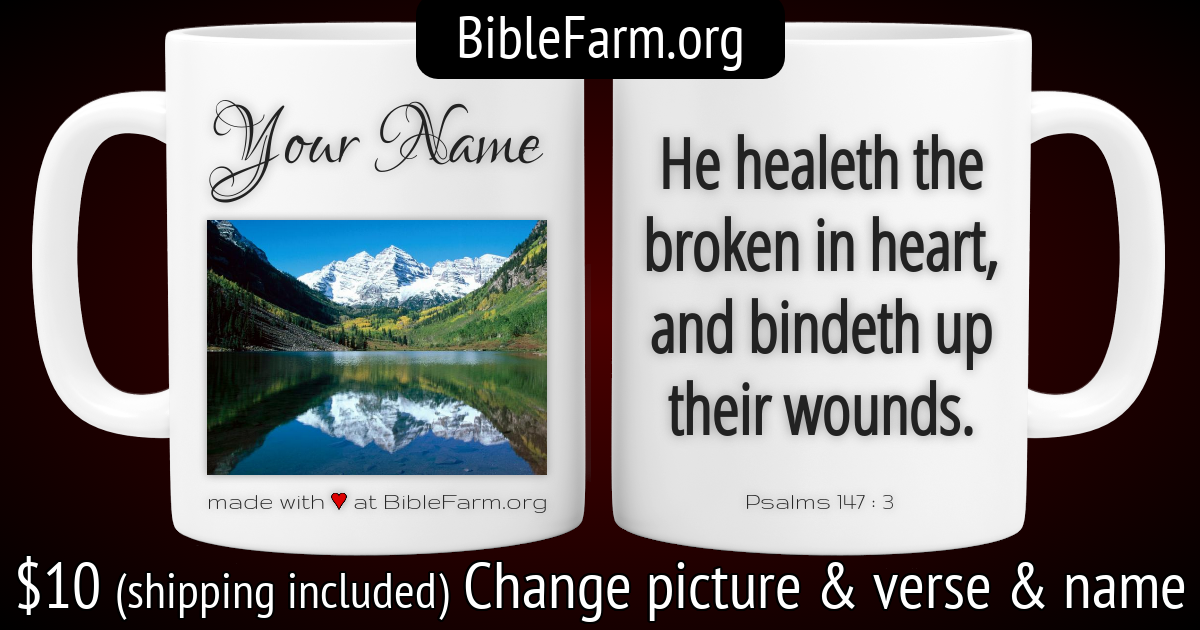 BibleFarm.org
Your Name
made with ♥ at BibleFarm.org
He healeth the
broken in heart,
and bindeth up
their wounds.
Psalms 147 : 3
$10 (shipping included) Change picture & verse & name